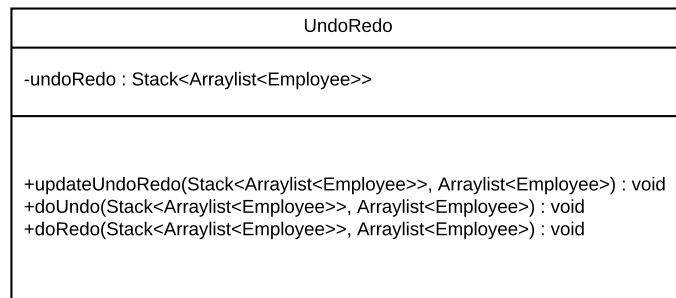 UndoRedo
-undoRedo : Stack<Arraylist<Employee>>
+updateUndoRedo(Stack<Arraylist<Employee>>, Arraylist<Employee>) : void
+doUndo(Stack<Arraylist<Employee>>, Arraylist<Employee>) : void
+doRedo(Stack<Arraylist<Employee>>, Arraylist<Employee>) : void